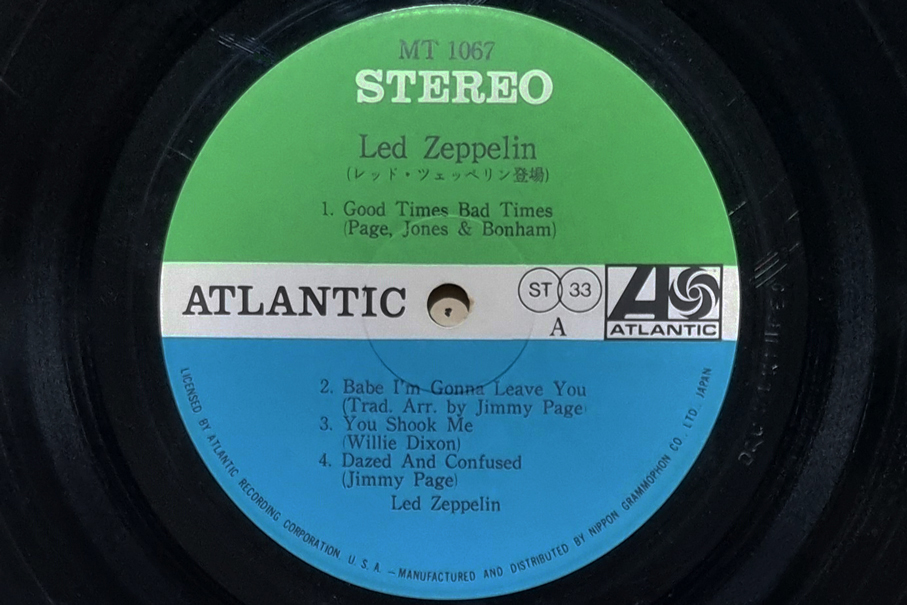 MT 1067
STEREO
Led Zeppelin
(レッド・ツェッペリン登場)
1. Good Times Bad Times
(Page, Jones & Bonham)
ATLANTIC
ST 33
A
ATLANTIC
2. Babe I'm Gonna Leave You
(Trad. Arr. by Jimmy Page)
3. You Shook Me
(Willie Dixon)
4. Dazed And Confused
(Jimmy Page)
Led Zeppelin
LICENSED BY ATLANTIC RECORDING CORPORATION. U. S. A. — MANUFACTURED AND DISTRIBUTED BY NIPPON GRAMMOPHON CO., LTD., JAPAN